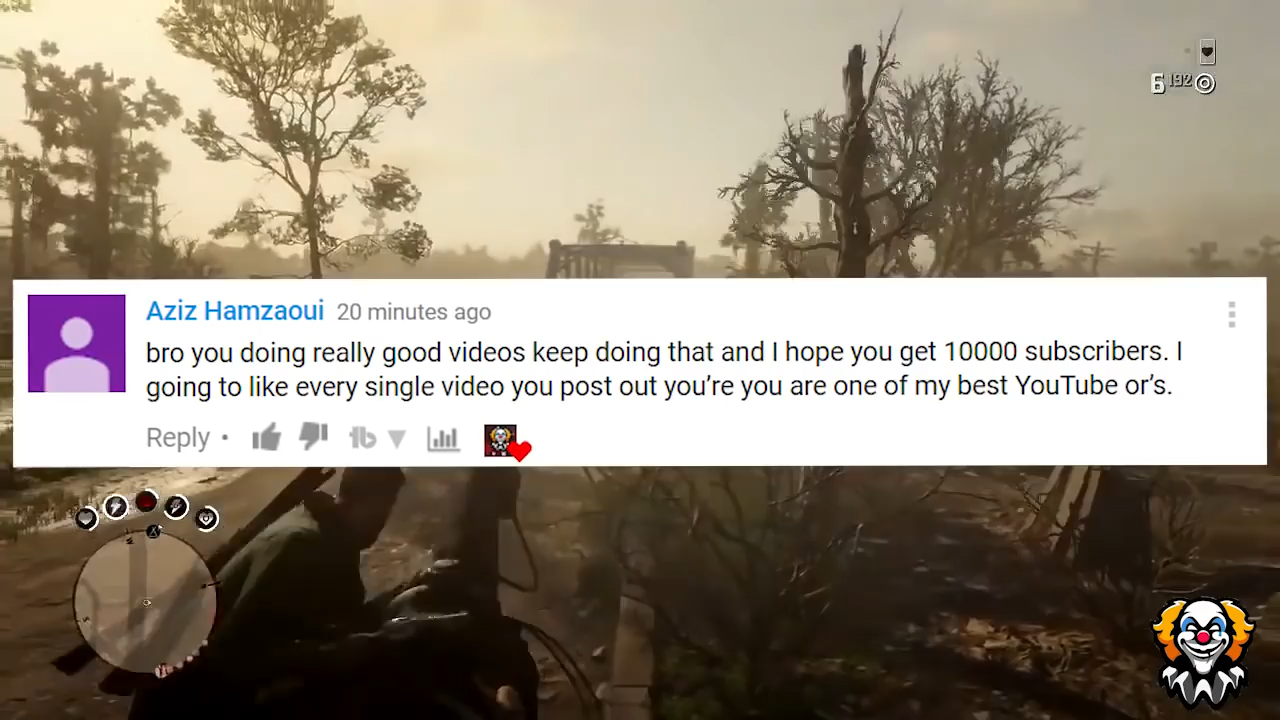 6 192
Aziz Hamzaoui 20 minutes ago
bro you doing really good videos keep doing that and I hope you get 10000 subscribers. I
going to like every single video you post out you’re you are one of my best YouTube or’s.
Reply •